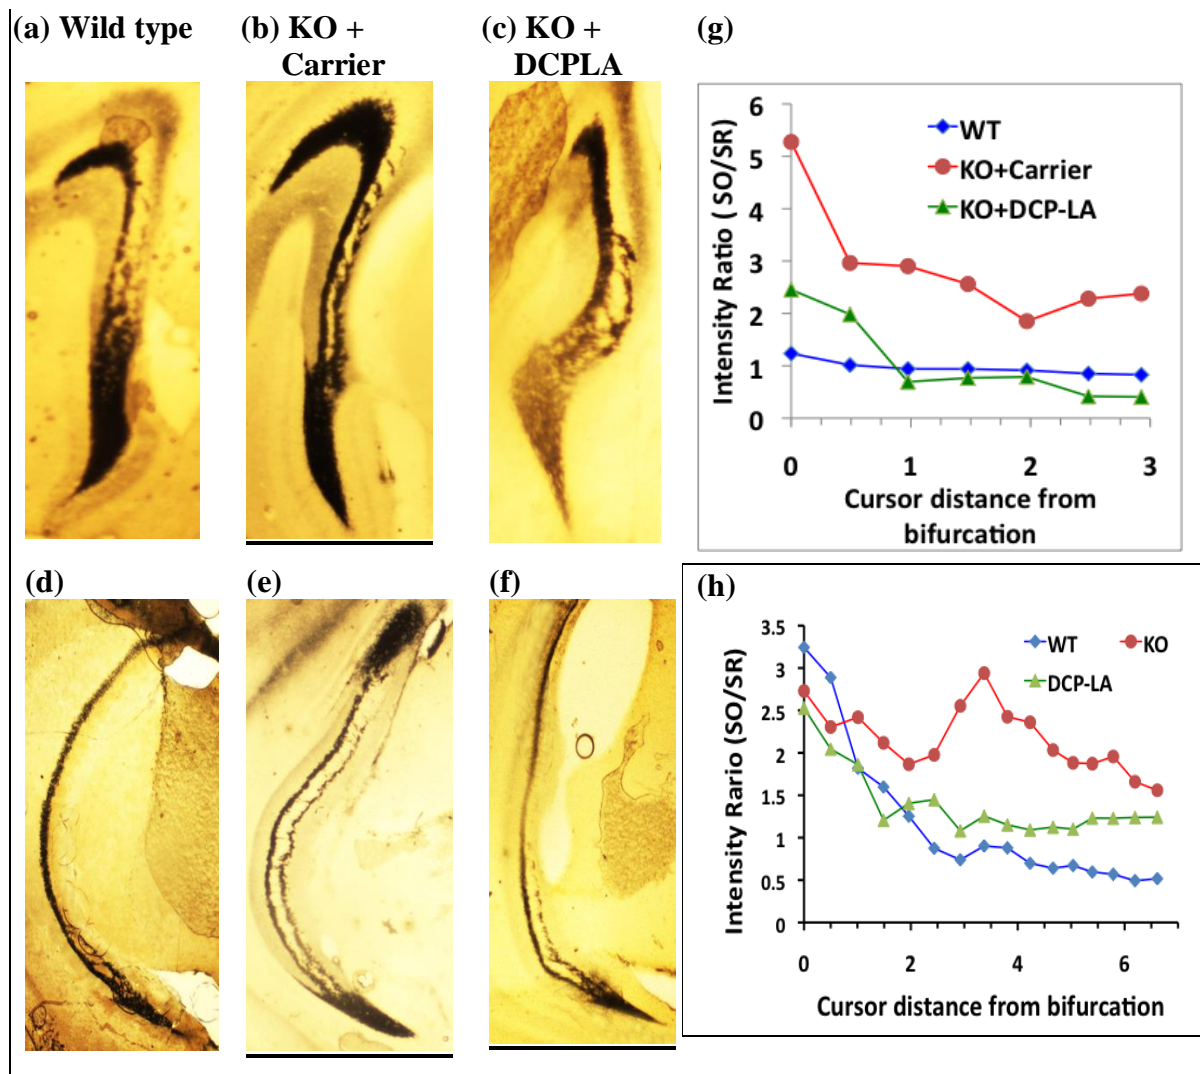 (a) Wild type
(b) KO +
Carrier
(c) KO +
DCPLA
(g)
6
5
4
3
2
1
0
Intensity Ratio ( SO/SR)
WT
KO+Carrier
KO+DCP-LA
0 1 2 3
Cursor distance from
bifurcation
(d)
(e)
(f)
(h)
3.5
3
2.5
2
1.5
1
0.5
0
Intensity Rario (SO/SR)
WT KO
DCP-LA
0 2 4 6
Cursor distance from bifurcation